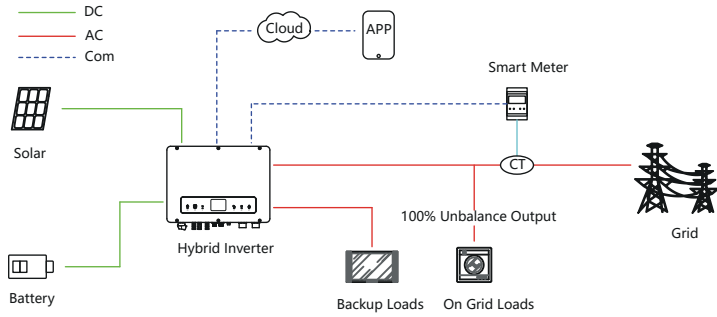 DC
AC
Com
Cloud
APP
Smart Meter
Solar
CT
100% Unbalance Output
Grid
Hybrid Inverter
Battery
Backup Loads
On Grid Loads